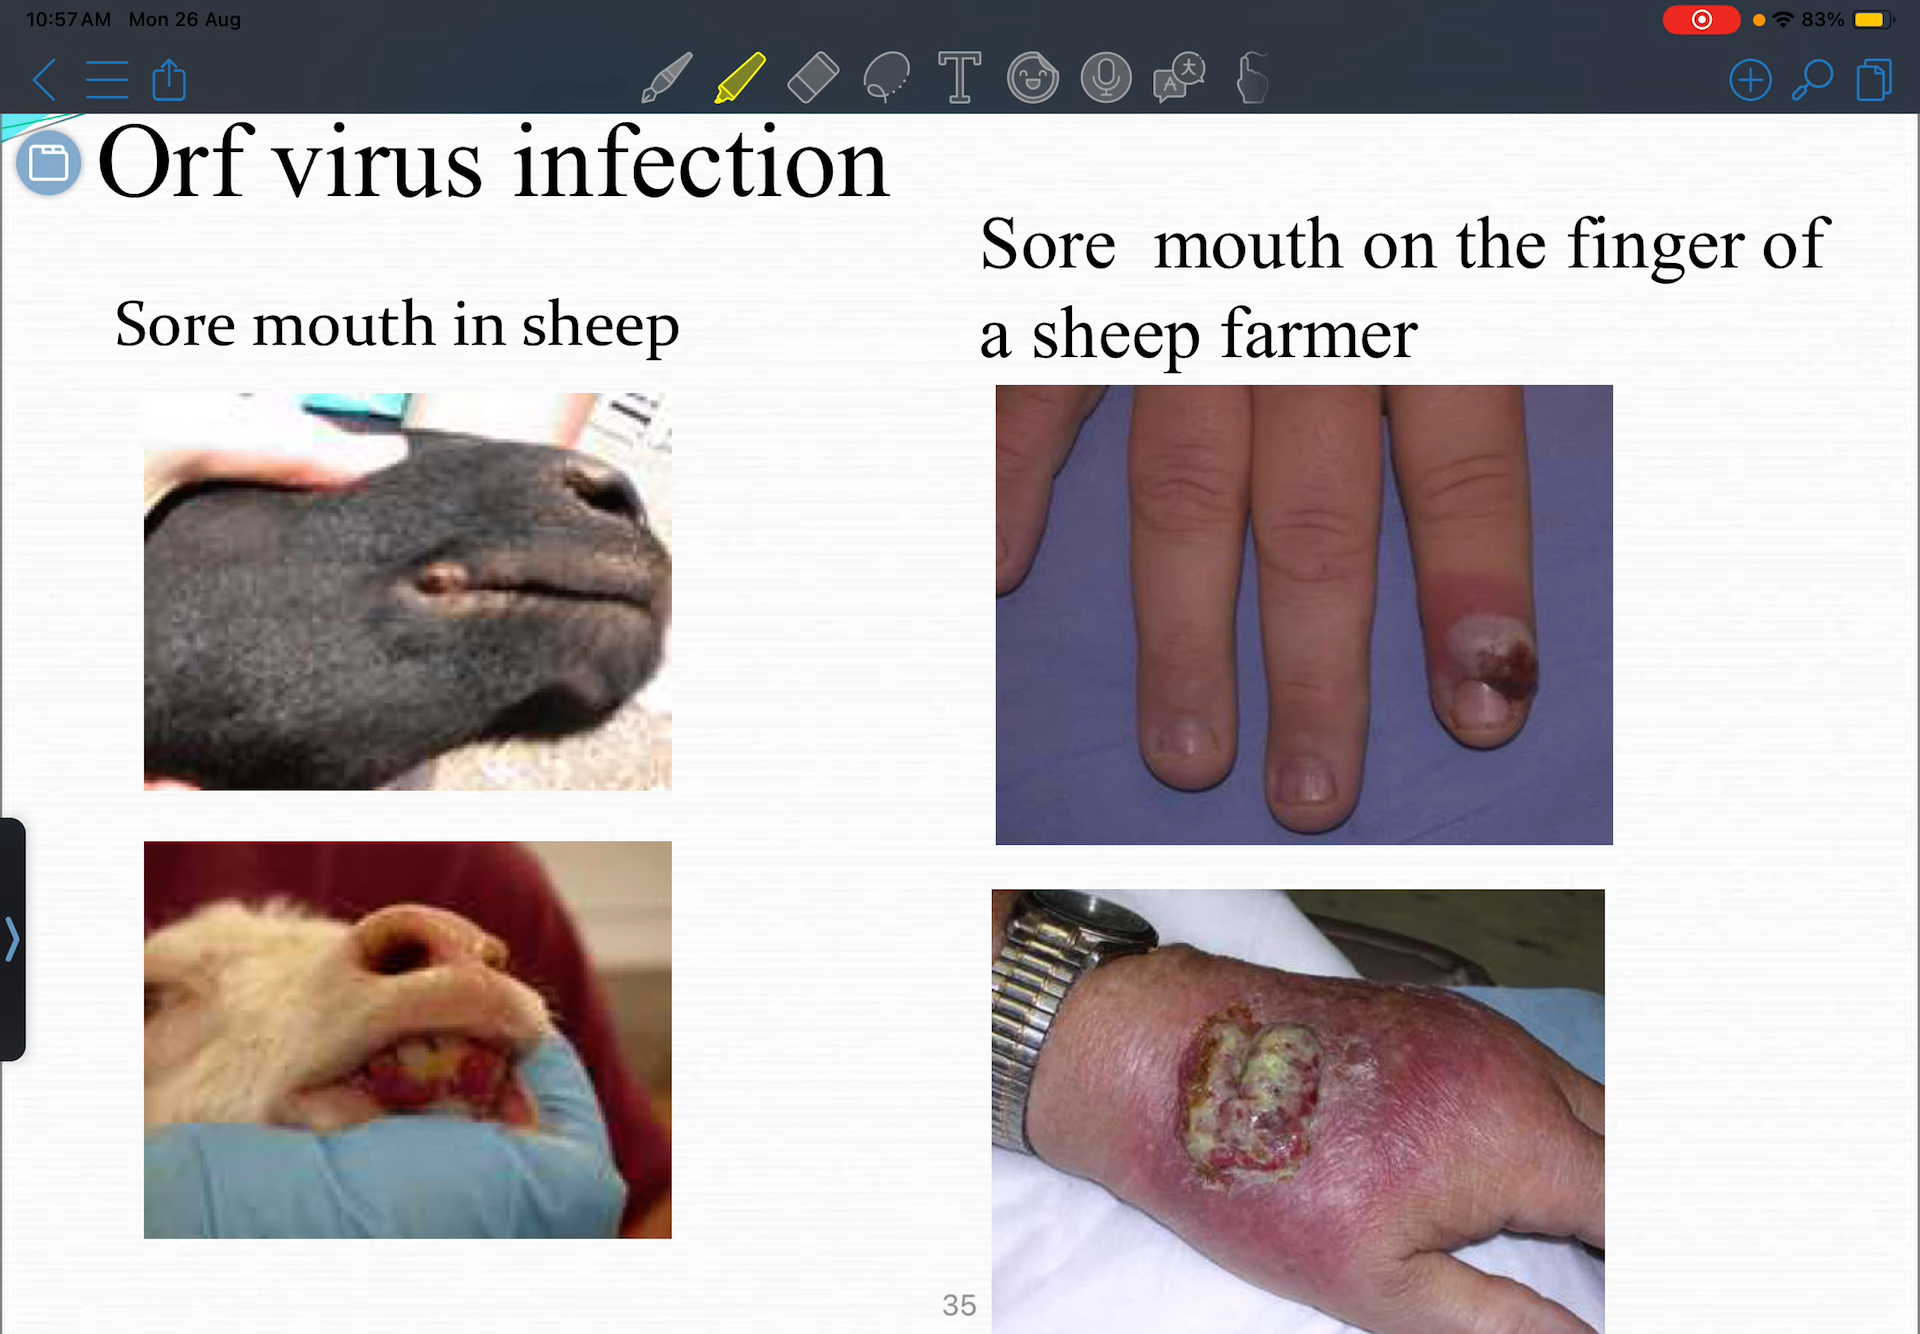 10:57 AM Mon 26 Aug
83%
T
A 大
Orf virus infection
Sore mouth in sheep
Sore mouth on the finger of
a sheep farmer
35